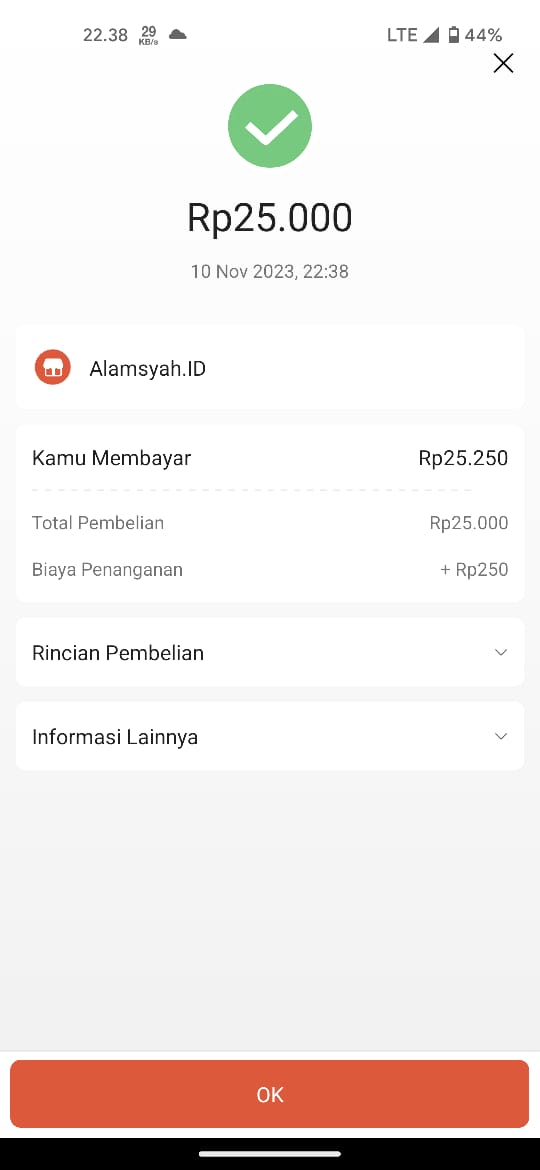 22.38 29 KB/s LTE 44%
Rp25.000
10 Nov 2023, 22:38
Alamsyah.ID
Kamu Membayar Rp25.250
Total Pembelian Rp25.000
Biaya Penanganan + Rp250
Rincian Pembelian
Informasi Lainnya
OK